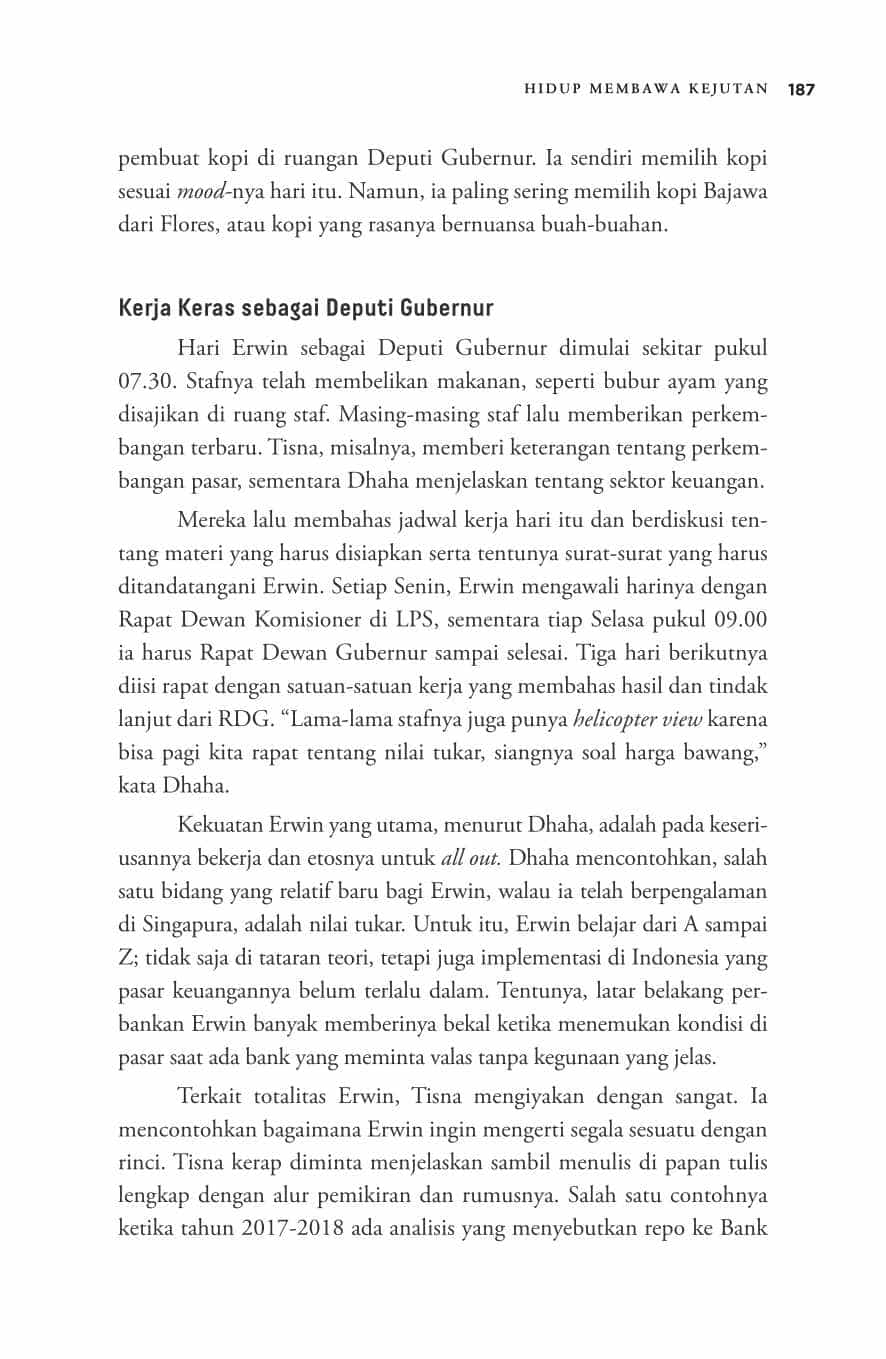 HIDUP MEMBAWA KEJUTAN 187
pembuat kopi di ruangan Deputi Gubernur. Ia sendiri memilih kopi
sesuai mood-nya hari itu. Namun, ia paling sering memilih kopi Bajawa
dari Flores, atau kopi yang rasanya bernuansa buah-buahan.
Kerja Keras sebagai Deputi Gubernur
Hari Erwin sebagai Deputi Gubernur dimulai sekitar pukul
07.30. Stafnya telah membelikan makanan, seperti bubur ayam yang
disajikan di ruang staf. Masing-masing staf lalu memberikan perkem-
bangan terbaru. Tisna, misalnya, memberi keterangan tentang perkem-
bangan pasar, sementara Dhaha menjelaskan tentang sektor keuangan.
Mereka lalu membahas jadwal kerja hari itu dan berdiskusi ten-
tang materi yang harus disiapkan serta tentunya surat-surat yang harus
ditandatangani Erwin. Setiap Senin, Erwin mengawali harinya dengan
Rapat Dewan Komisioner di LPS, sementara tiap Selasa pukul 09.00
ia harus Rapat Dewan Gubernur sampai selesai. Tiga hari berikutnya
diisi rapat dengan satuan-satuan kerja yang membahas hasil dan tindak
lanjut dari RDG. “Lama-lama stafnya juga punya helicopter view karena
bisa pagi kita rapat tentang nilai tukar, siangnya soal harga bawang,”
kata Dhaha.
Kekuatan Erwin yang utama, menurut Dhaha, adalah pada keseri-
usannya bekerja dan etosnya untuk all out. Dhaha mencontohkan, salah
satu bidang yang relatif baru bagi Erwin, walau ia telah berpengalaman
di Singapura, adalah nilai tukar. Untuk itu, Erwin belajar dari A sampai
Z; tidak saja di tataran teori, tetapi juga implementasi di Indonesia yang
pasar keuangannya belum terlalu dalam. Tentunya, latar belakang per-
bankan Erwin banyak memberinya bekal ketika menemukan kondisi di
pasar saat ada bank yang meminta valas tanpa kegunaan yang jelas.
Terkait totalitas Erwin, Tisna mengiyakan dengan sangat. Ia
mencontohkan bagaimana Erwin ingin mengerti segala sesuatu dengan
rinci. Tisna kerap diminta menjelaskan sambil menulis di papan tulis
lengkap dengan alur pemikiran dan rumusnya. Salah satu contohnya
ketika tahun 2017-2018 ada analisis yang menyebutkan repo ke Bank